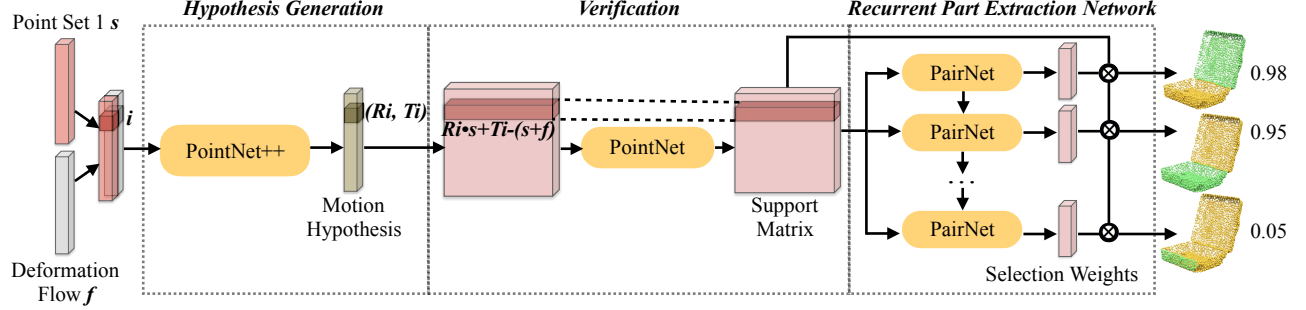 Hypothesis Generation
Verification
Recurrent Part Extraction Network
Point Set 1 s
i
PointNet++
(Ri, Ti)
Motion
Hypothesis
Deformation
Flow f
Ri•s+Ti-(s+f)
PointNet
Support
Matrix
PairNet
PairNet
...
PairNet
Selection Weights
0.98
0.95
0.05